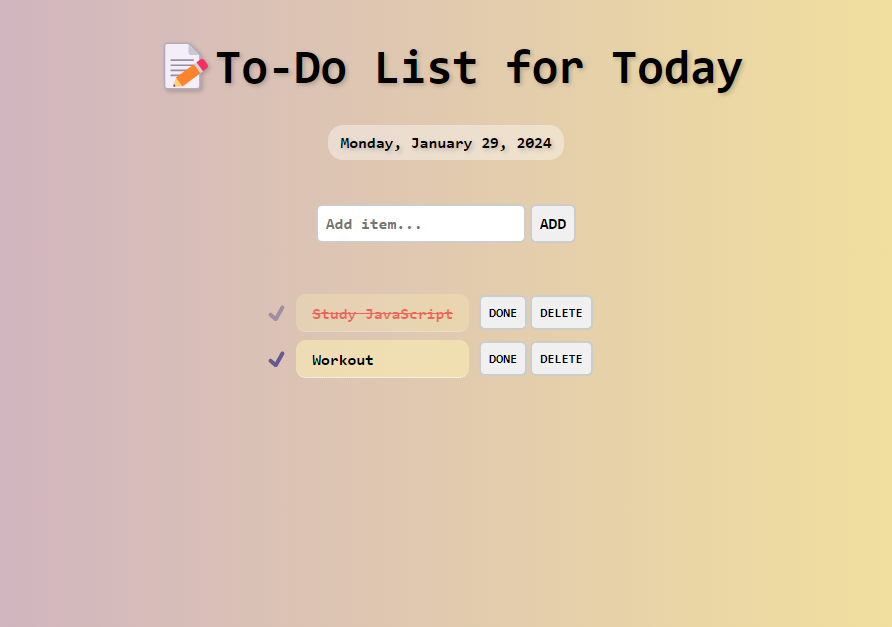 To-Do List for Today
Monday, January 29, 2024
Add item... ADD
Study JavaScript DONE DELETE
Workout DONE DELETE